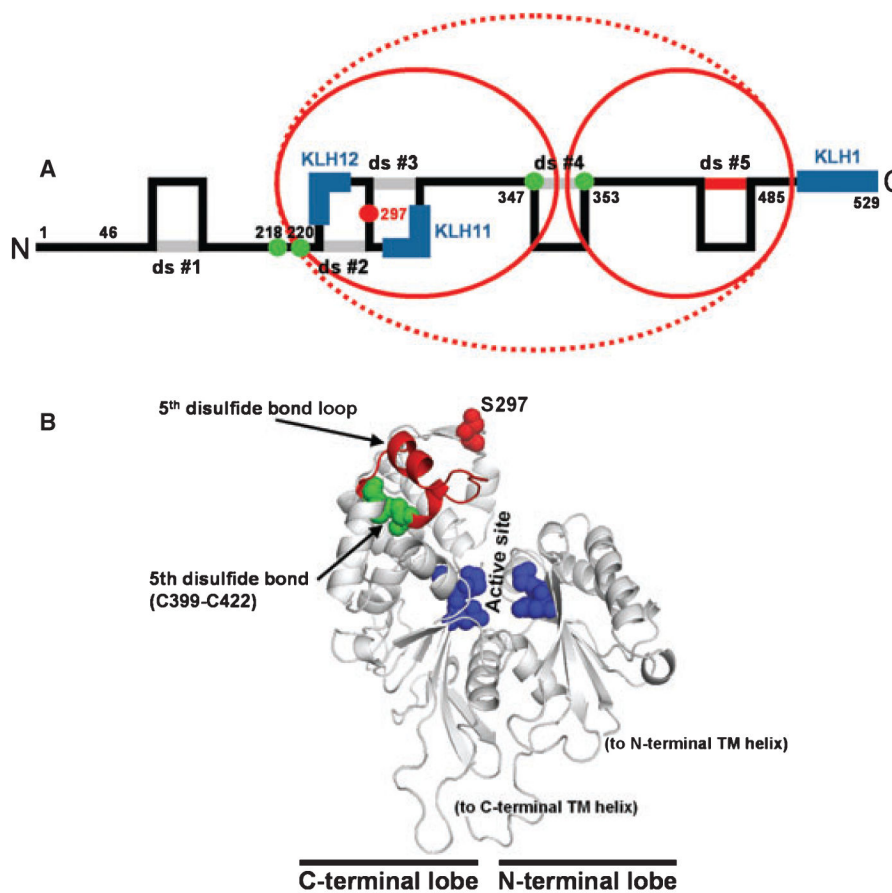 A
KLH12
ds #3
ds #4
ds #5
KLH1
C
297
347
353
485
529
N
1
46
218
220
KLH11
ds #1
ds #2
B
5th disulfide bond loop
S297
Active site
5th disulfide bond
(C399-C422)
(to N-terminal TM helix)
(to C-terminal TM helix)
C-terminal lobe
N-terminal lobe